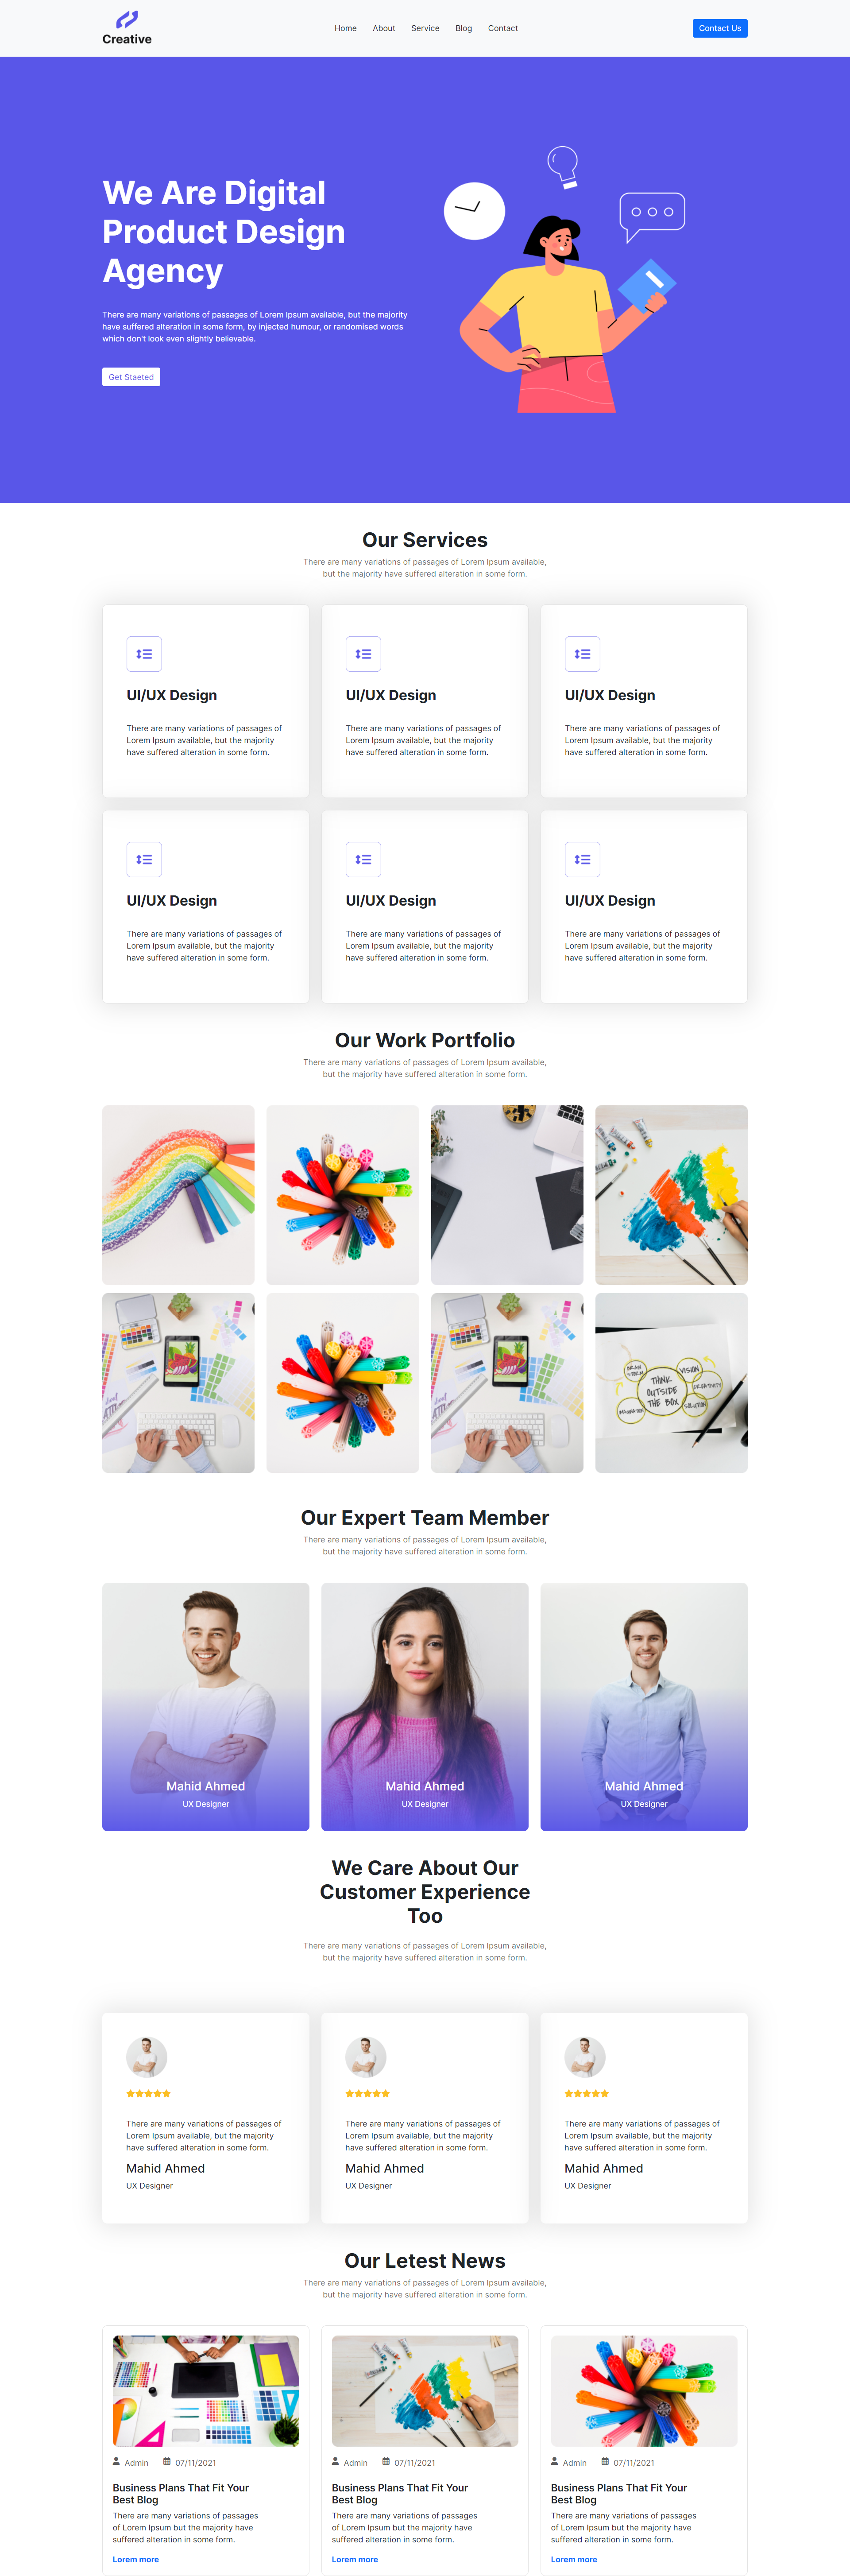 Creative
Home About Service Blog Contact
Contact Us
We Are Digital
Product Design
Agency
There are many variations of passages of Lorem Ipsum available, but the majority
have suffered alteration in some form, by injected humour, or randomised words
which don't look even slightly believable.
Get Staeted
Our Services
There are many variations of passages of Lorem Ipsum available,
but the majority have suffered alteration in some form.
UI/UX Design
There are many variations of passages of
Lorem Ipsum available, but the majority
have suffered alteration in some form.
UI/UX Design
There are many variations of passages of
Lorem Ipsum available, but the majority
have suffered alteration in some form.
UI/UX Design
There are many variations of passages of
Lorem Ipsum available, but the majority
have suffered alteration in some form.
UI/UX Design
There are many variations of passages of
Lorem Ipsum available, but the majority
have suffered alteration in some form.
UI/UX Design
There are many variations of passages of
Lorem Ipsum available, but the majority
have suffered alteration in some form.
UI/UX Design
There are many variations of passages of
Lorem Ipsum available, but the majority
have suffered alteration in some form.
Our Work Portfolio
There are many variations of passages of Lorem Ipsum available,
but the majority have suffered alteration in some form.
BRAIN
STORM
VISION
THINK
OUTSIDE
THE BOX
CREATIVITY
SOLUTION
Our Expert Team Member
There are many variations of passages of Lorem Ipsum available,
but the majority have suffered alteration in some form.
Mahid Ahmed
UX Designer
Mahid Ahmed
UX Designer
Mahid Ahmed
UX Designer
We Care About Our
Customer Experience
Too
There are many variations of passages of Lorem Ipsum available,
but the majority have suffered alteration in some form.
There are many variations of passages of
Lorem Ipsum available, but the majority
have suffered alteration in some form.
Mahid Ahmed
UX Designer
There are many variations of passages of
Lorem Ipsum available, but the majority
have suffered alteration in some form.
Mahid Ahmed
UX Designer
There are many variations of passages of
Lorem Ipsum available, but the majority
have suffered alteration in some form.
Mahid Ahmed
UX Designer
Our Letest News
There are many variations of passages of Lorem Ipsum available,
but the majority have suffered alteration in some form.
Admin 07/11/2021
Business Plans That Fit Your
Best Blog
There are many variations of passages
of Lorem Ipsum but the majority have
suffered alteration in some form.
Lorem more
Admin 07/11/2021
Business Plans That Fit Your
Best Blog
There are many variations of passages
of Lorem Ipsum but the majority have
suffered alteration in some form.
Lorem more
Admin 07/11/2021
Business Plans That Fit Your
Best Blog
There are many variations of passages
of Lorem Ipsum but the majority have
suffered alteration in some form.
Lorem more